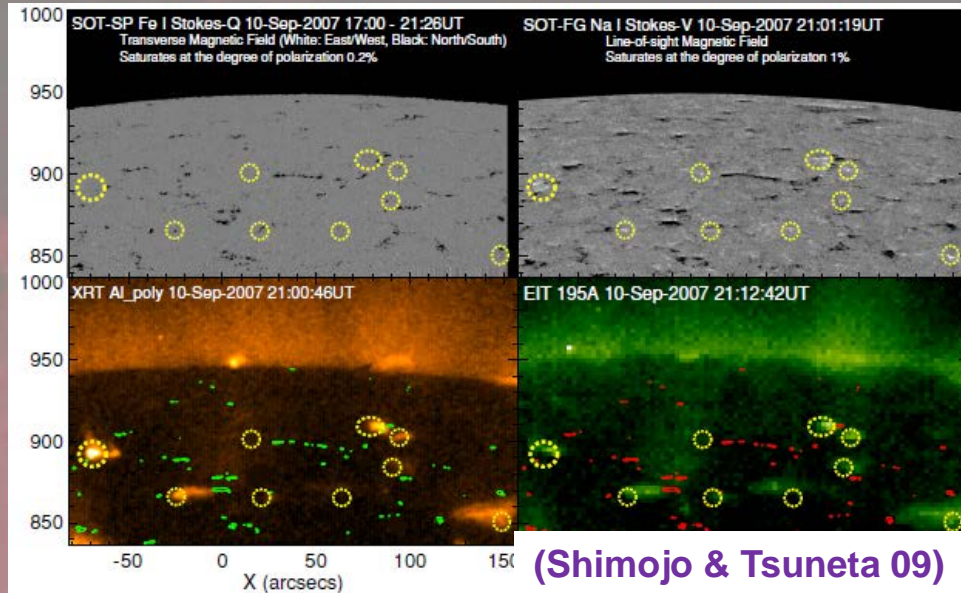 SOT-SP Fe I Stokes-Q 10-Sep-2007 17:00 - 21:26UT
Transverse Magnetic Field (White: East/West, Black: North/South)
Saturates at the degree of polarization 0.2%
SOT-FG Na I Stokes-V 10-Sep-2007 21:01:19UT
Line-of-sight Magnetic Field
Saturates at the degree of polarizaton 1%
1000
950
900
850
XRT Al_poly 10-Sep-2007 21:00:46UT
EIT 195A 10-Sep-2007 21:12:42UT
1000
950
900
850
-50 0 50 100 150
X (arcsecs)
(Shimojo & Tsuneta 09)